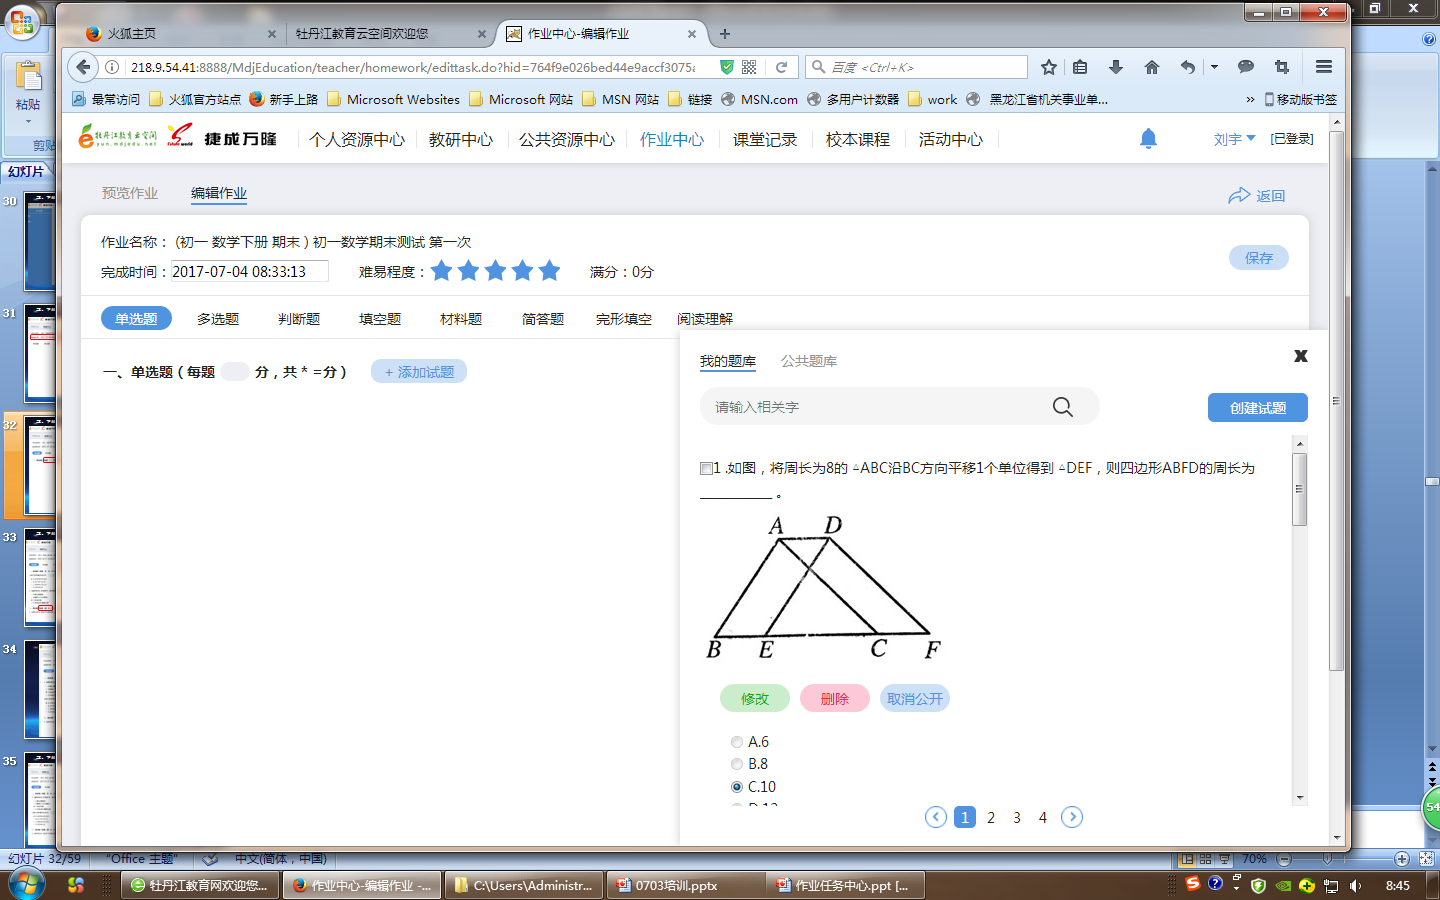 火狐主页
牡丹江教育云空间欢迎您
作业中心-编辑作业
218.9.54.41:8888/MdjEducation/teacher/homework/edittask.do?hid=764f9e026bed44e9accf3075
百度 <Ctrl+K>
最常访问
火狐官方站点
新手上路
Microsoft Websites
Microsoft 网站
MSN 网站
链接
MSN.com
多用户计数器
work
黑龙江省机关事业单...
»
移动版书签
牡丹江教育云空间
yun.mdjedu.net
捷成万隆
个人资源中心
教研中心
公共资源中心
作业中心
课堂记录
校本课程
活动中心
刘宇
[已登录]
预览作业
编辑作业
返回
作业名称： (初一 数学下册 期末 ) 初一数学期末测试 第一次
完成时间：2017-07-04 08:33:13
难易程度：
满分：0分
保存
单选题
多选题
判断题
填空题
材料题
简答题
完形填空
阅读理解
一、单选题（每题 分，共 * =分）
+ 添加试题
我的题库
公共题库
X
请输入相关字
创建试题
1 .如图，将周长为8的 △ABC沿BC方向平移1个单位得到 △DEF，则四边形ABFD的周长为
__________ 。
A D
B E C F
修改
删除
取消公开
A.6
B.8
C.10
1 2 3 4
粘贴
幻灯片
30
31
32
33
34
35
幻灯片 32/59
"Office 主题"
中文(简体，中国)
70%
54
牡丹江教育网欢迎您...
作业中心-编辑作业 -...
C:\Users\Administr...
0703培训.pptx
作业任务中心.ppt [...
8:45